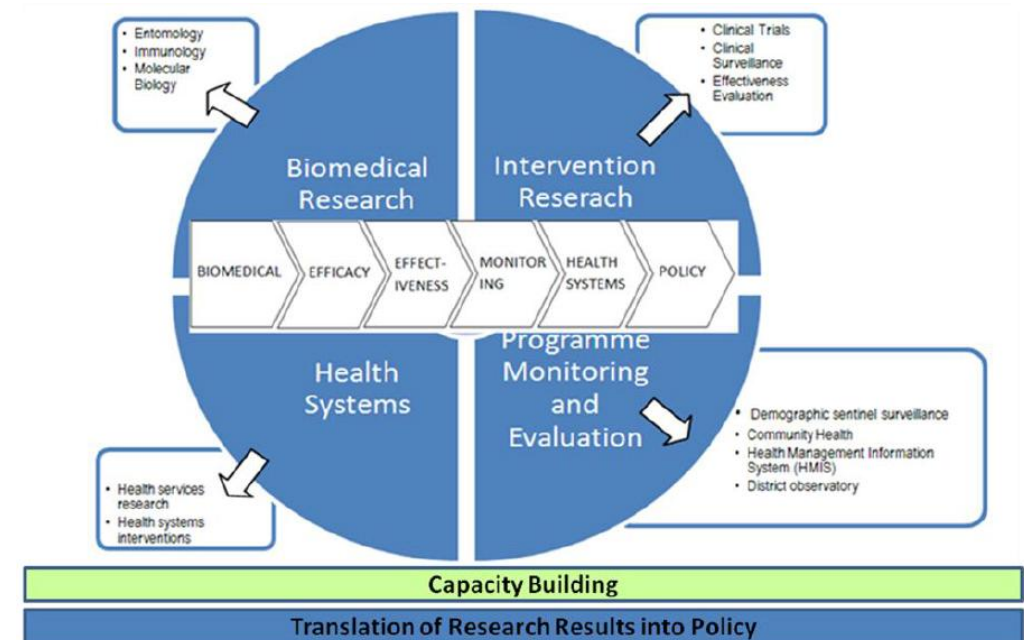 • Entomology
• Immunology
• Molecular
Biology
• Clinical Trials
• Clinical
Surveillance
• Effectiveness
Evaluation
Biomedical
Research
Intervention
Reserach
BIOMEDICAL
EFFICACY
EFFECT-
IVENESS
MONITOR
ING
HEALTH
SYSTEMS
POLICY
Health
Systems
Programme
Monitoring
and
Evaluation
• Health services
research
• Health systems
interventions
• Demographic sentinel surveillance
• Community Health
• Health Management Information
System (HMIS)
• District observatory
Capacity Building
Translation of Research Results into Policy